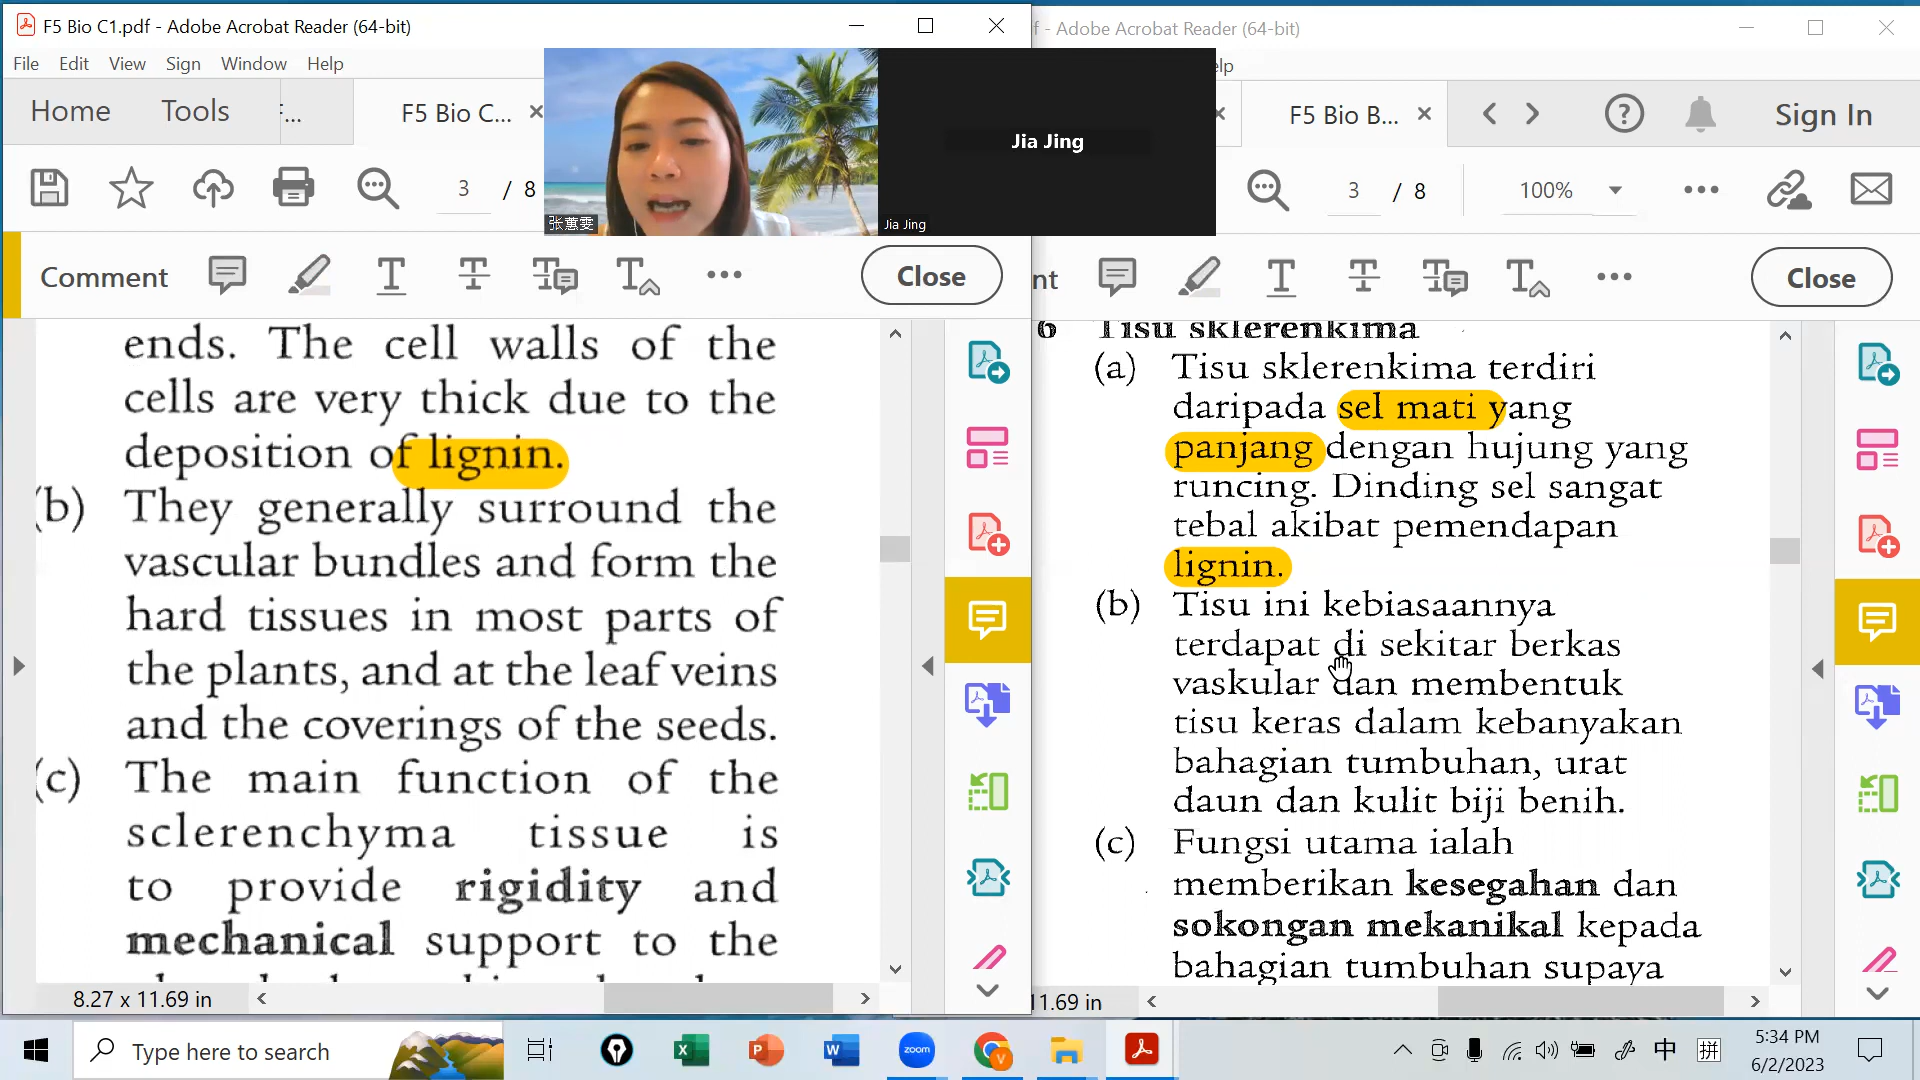 F5 Bio C1.pdf - Adobe Acrobat Reader (64-bit)
f - Adobe Acrobat Reader (64-bit)
File Edit View Sign Window Help
elp
Home Tools
F5 Bio C...
F5 Bio B...
Sign In
Jia Jing
3 / 8
3 / 8
100%
张蕙雯
Jia Jing
Comment
Close
nt
Close
ends. The cell walls of the
cells are very thick due to the
deposition of lignin.
(b) They generally surround the
vascular bundles and form the
hard tissues in most parts of
the plants, and at the leaf veins
and the coverings of the seeds.
(c) The main function of the
sclerenchyma tissue is
to provide rigidity and
mechanical support to the
6 Tisu sklerenkima
(a) Tisu sklerenkima terdiri
daripada sel mati yang
panjang dengan hujung yang
runcing. Dinding sel sangat
tebal akibat pemendapan
lignin.
(b) Tisu ini kebiasaannya
terdapat di sekitar berkas
vaskular dan membentuk
tisu keras dalam kebanyakan
bahagian tumbuhan, urat
daun dan kulit biji benih.
(c) Fungsi utama ialah
memberikan kesegahan dan
sokongan mekanikal kepada
bahagian tumbuhan supaya
8.27 x 11.69 in
11.69 in
Type here to search
zoom
中
拼
5:34 PM
6/2/2023